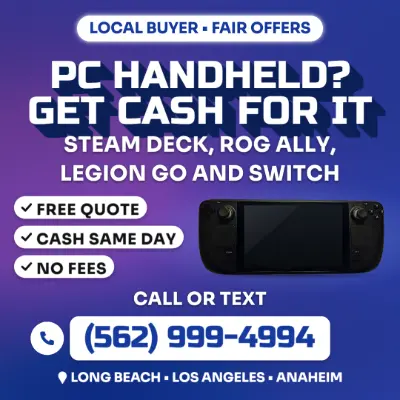 LOCAL BUYER • FAIR OFFERS
PC HANDHELD?
GET CASH FOR IT
STEAM DECK, ROG ALLY,
LEGION GO AND SWITCH
FREE QUOTE
CASH SAME DAY
NO FEES
CALL OR TEXT
(562) 999-4994
LONG BEACH • LOS ANGELES • ANAHEIM